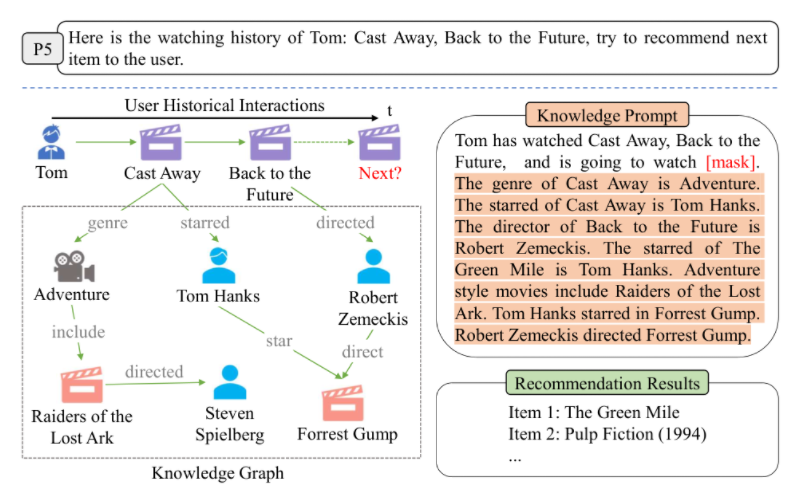 P5
Here is the watching history of Tom: Cast Away, Back to the Future, try to recommend next
item to the user.
User Historical Interactions
t
Tom
Cast Away
Back to the
Future
Next?
genre
starred
directed
Adventure
Tom Hanks
Robert
Zemeckis
include
star
direct
directed
Raiders of the
Lost Ark
Steven
Spielberg
Forrest Gump
Knowledge Graph
Knowledge Prompt
Tom has watched Cast Away, Back to the
Future, and is going to watch [mask].
The genre of Cast Away is Adventure.
The starred of Cast Away is Tom Hanks.
The director of Back to the Future is
Robert Zemeckis. The starred of The
Green Mile is Tom Hanks. Adventure
style movies include Raiders of the Lost
Ark. Tom Hanks starred in Forrest Gump.
Robert Zemeckis directed Forrest Gump.
Recommendation Results
Item 1: The Green Mile
Item 2: Pulp Fiction (1994)
...